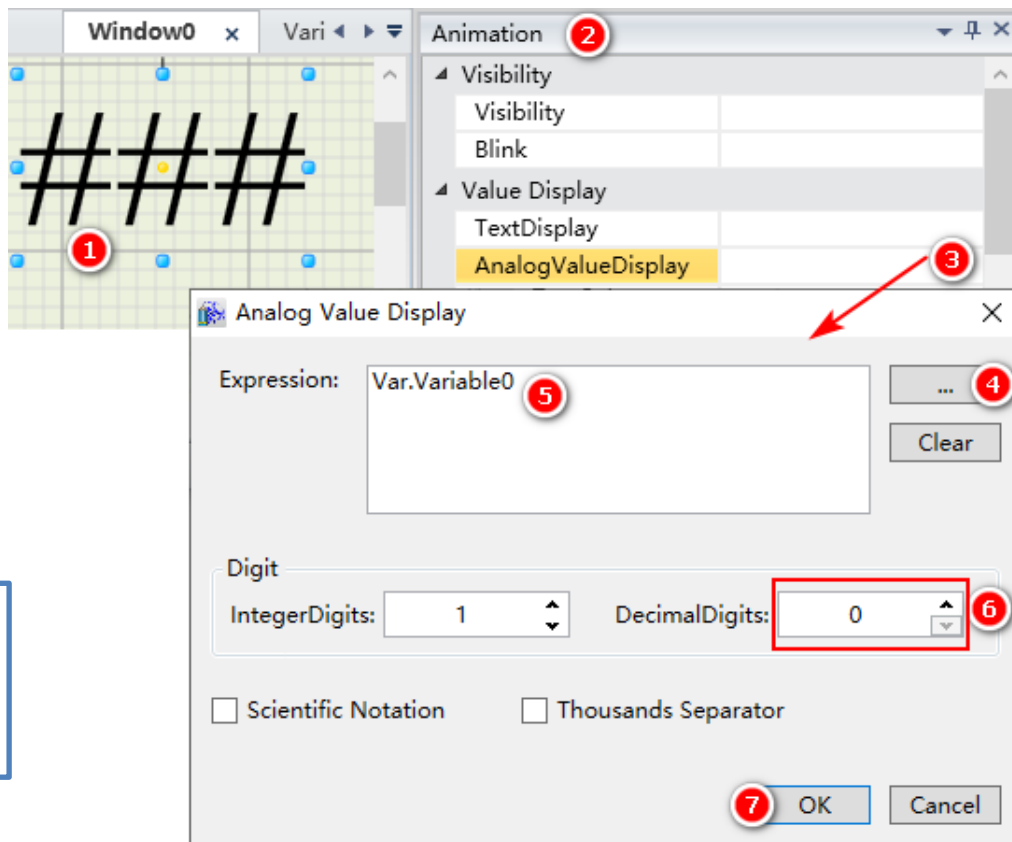 Window0 x Vari
Animation 2
Visibility
Visibility
Blink
Value Display
TextDisplay
AnalogValueDisplay
###
1
3
Analog Value Display
Expression: Var.Variable0 5
... 4
Clear
Digit
IntegerDigits: 1 DecimalDigits: 0 6
Scientific Notation Thousands Separator
7 OK Cancel